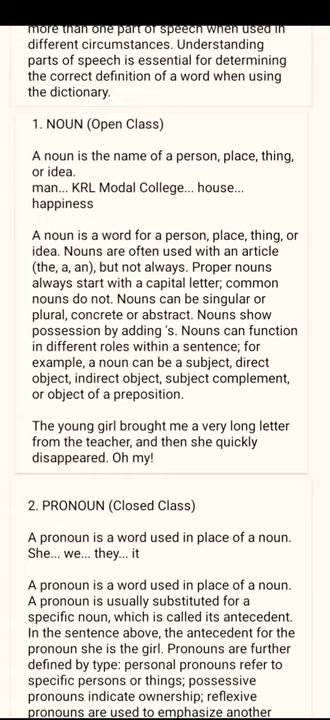 more than one part of speech when used in
different circumstances. Understanding
parts of speech is essential for determining
the correct definition of a word when using
the dictionary.
1. NOUN (Open Class)
A noun is the name of a person, place, thing,
or idea.
man... KRL Modal College... house...
happiness
A noun is a word for a person, place, thing, or
idea. Nouns are often used with an article
(the, a, an), but not always. Proper nouns
always start with a capital letter; common
nouns do not. Nouns can be singular or
plural, concrete or abstract. Nouns show
possession by adding 's. Nouns can function
in different roles within a sentence; for
example, a noun can be a subject, direct
object, indirect object, subject complement,
or object of a preposition.
The young girl brought me a very long letter
from the teacher, and then she quickly
disappeared. Oh my!
2. PRONOUN (Closed Class)
A pronoun is a word used in place of a noun.
She... we... they... it
A pronoun is a word used in place of a noun.
A pronoun is usually substituted for a
specific noun, which is called its antecedent.
In the sentence above, the antecedent for the
pronoun she is the girl. Pronouns are further
defined by type: personal pronouns refer to
specific persons or things; possessive
pronouns indicate ownership; reflexive
pronouns are used to emphasize another